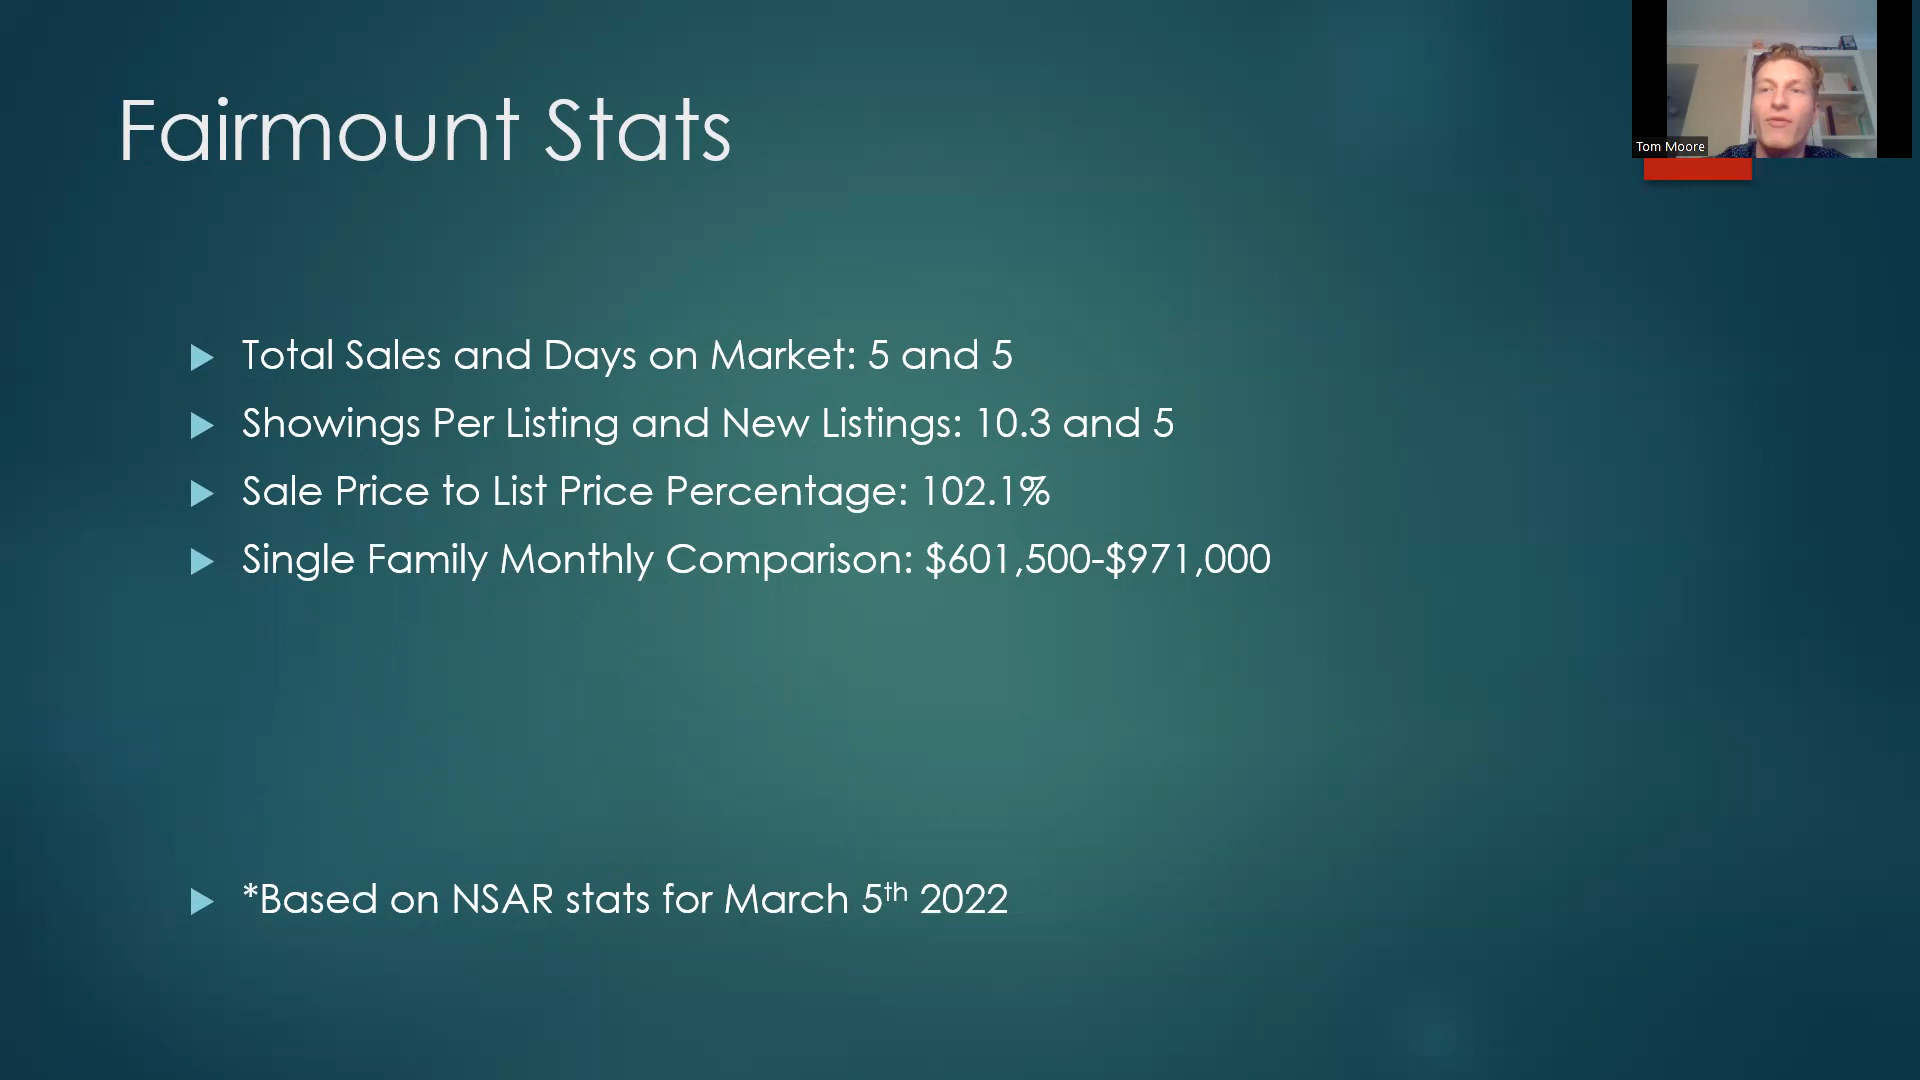 Fairmount Stats
Tom Moore
Total Sales and Days on Market: 5 and 5
Showings Per Listing and New Listings: 10.3 and 5
Sale Price to List Price Percentage: 102.1%
Single Family Monthly Comparison: $601,500-$971,000
*Based on NSAR stats for March 5th 2022